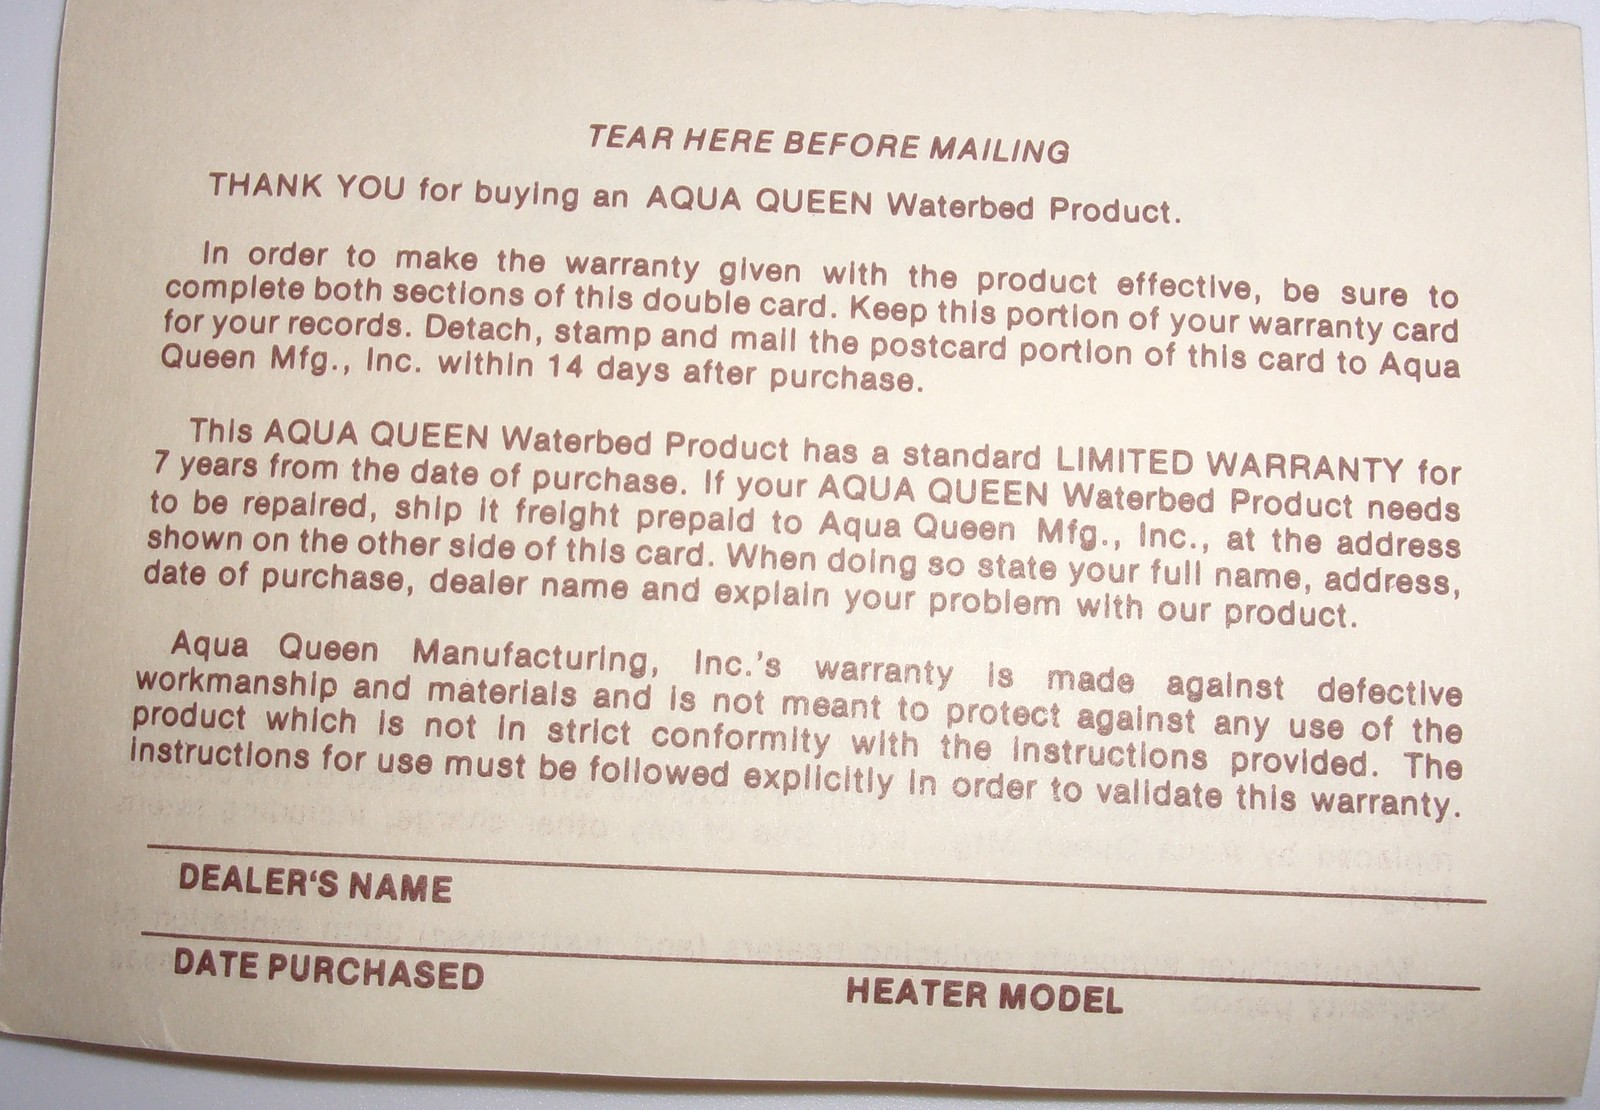 TEAR HERE BEFORE MAILING
THANK YOU for buying an AQUA QUEEN Waterbed Product.
In order to make the warranty given with the product effective, be sure to
complete both sections of this double card. Keep this portion of your warranty card
for your records. Detach, stamp and mail the postcard portion of this card to Aqua
Queen Mfg., Inc. within 14 days after purchase.
This AQUA QUEEN Waterbed Product has a standard LIMITED WARRANTY for
7 years from the date of purchase. If your AQUA QUEEN Waterbed Product needs
to be repaired, ship it freight prepaid to Aqua Queen Mfg., Inc., at the address
shown on the other side of this card. When doing so state your full name, address,
date of purchase, dealer name and explain your problem with our product.
Aqua Queen Manufacturing, Inc.'s warranty is made against defective
workmanship and materials and is not meant to protect against any use of the
product which is not in strict conformity with the instructions provided. The
instructions for use must be followed explicitly in order to validate this warranty.
DEALER'S NAME
DATE PURCHASED HEATER MODEL